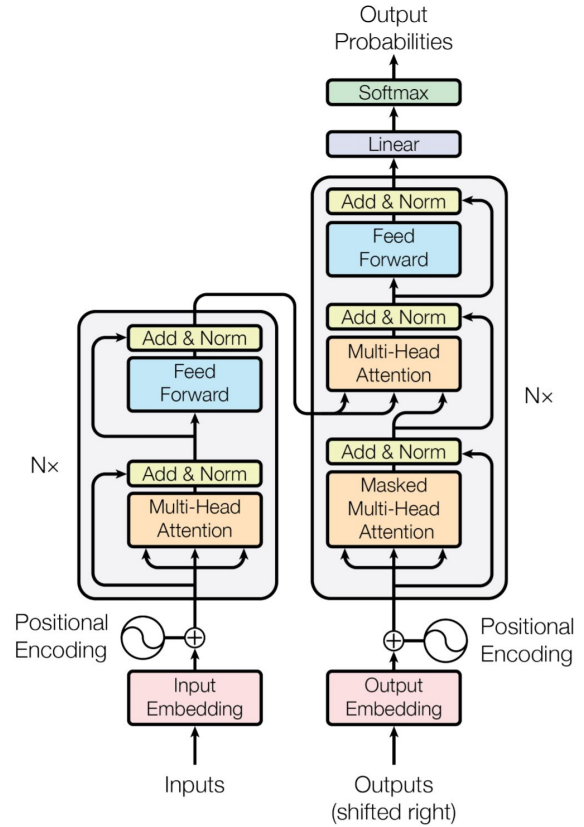 Output
Probabilities
Softmax
Linear
Add & Norm
Feed
Forward
Add & Norm
Multi-Head
Attention
Add & Norm
Masked
Multi-Head
Attention
N×
Add & Norm
Feed
Forward
Add & Norm
Multi-Head
Attention
N×
Positional
Encoding
Positional
Encoding
Input
Embedding
Output
Embedding
Inputs
Outputs
(shifted right)